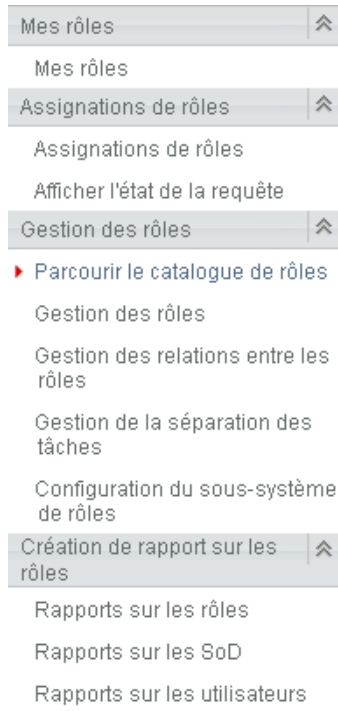 Mes rôles
Mes rôles
Assignations de rôles
Assignations de rôles
Afficher l'état de la requête
Gestion des rôles
Parcourir le catalogue de rôles
Gestion des rôles
Gestion des relations entre les
rôles
Gestion de la séparation des
tâches
Configuration du sous-système
de rôles
Création de rapport sur les
rôles
Rapports sur les rôles
Rapports sur les SoD
Rapports sur les utilisateurs